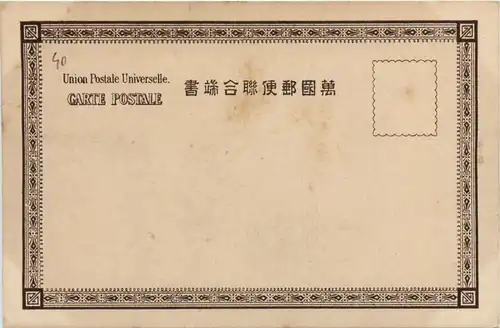 40
Union Postale Universelle.
CARTE POSTALE
書端合聯便郵國萬